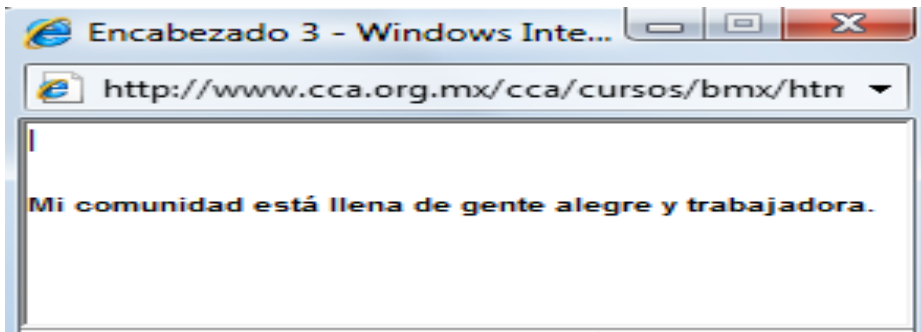 Encabezado 3 - Windows Inte...
http://www.cca.org.mx/cca/cursos/bmx/htm
Mi comunidad está llena de gente alegre y trabajadora.